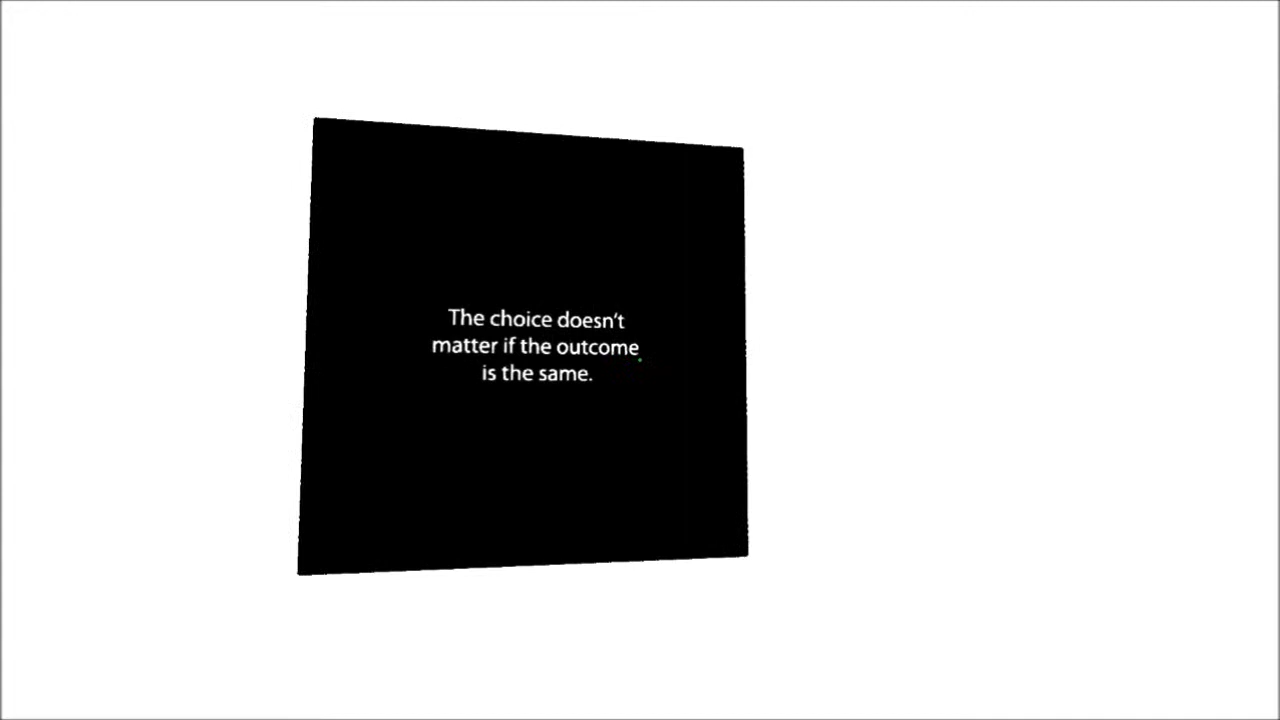 The choice doesn't
matter if the outcome
is the same.